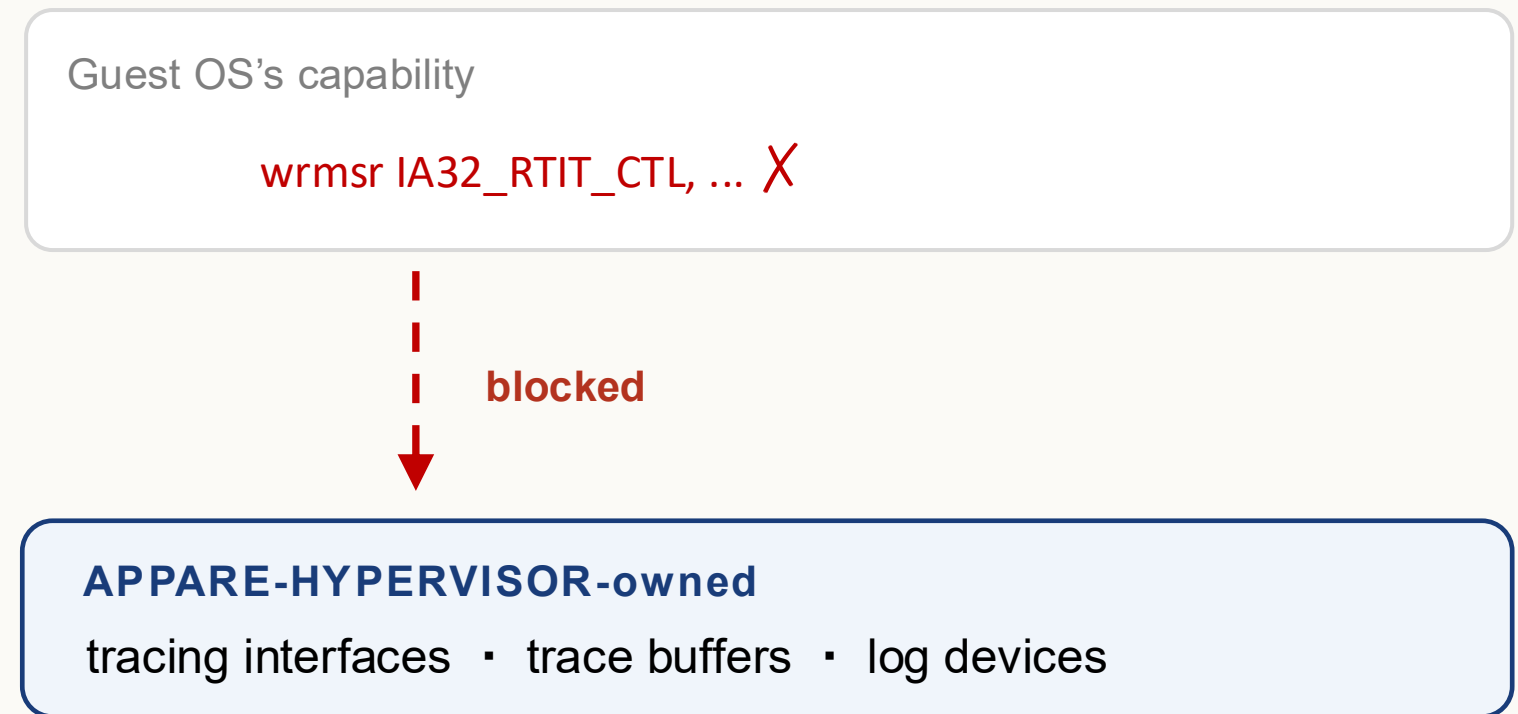 Guest OS’s capability
wrmsr IA32_RTIT_CTL, ... ✗
blocked
APPARE-HYPERVISOR-owned
tracing interfaces · trace buffers · log devices